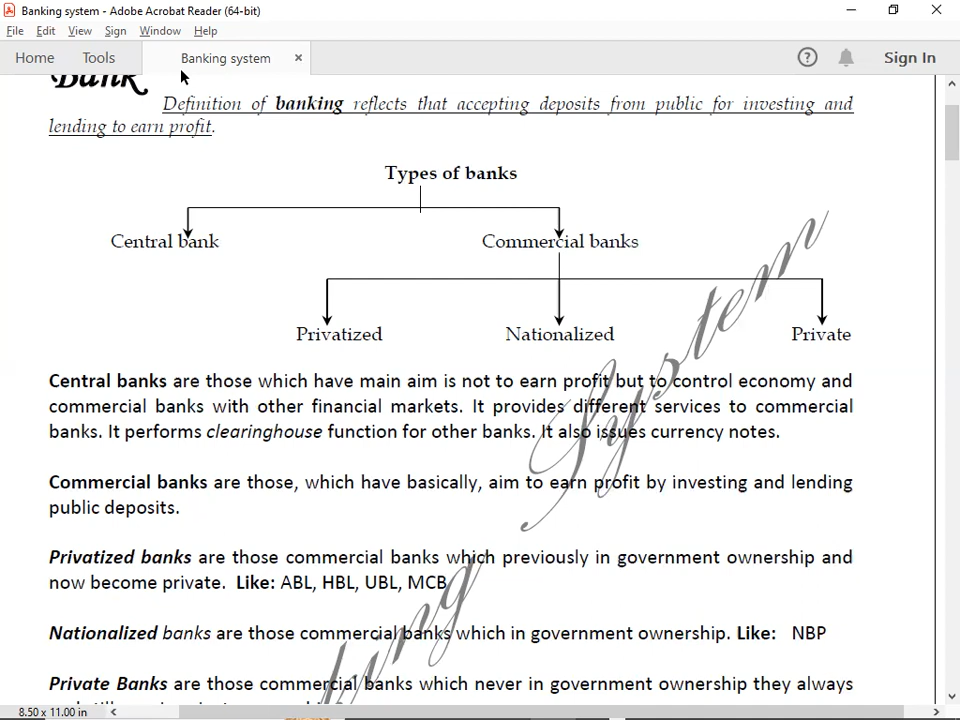 Banking system - Adobe Acrobat Reader (64-bit)
File Edit View Sign Window Help
Home Tools Banking system × ? Sign In
Bank
Definition of banking reflects that accepting deposits from public for investing and
lending to earn profit.
Types of banks
Central bank Commercial banks
Privatized Nationalized Private
Central banks are those which have main aim is not to earn profit but to control economy and
commercial banks with other financial markets. It provides different services to commercial
banks. It performs clearinghouse function for other banks. It also issues currency notes.
Commercial banks are those, which have basically, aim to earn profit by investing and lending
public deposits.
Privatized banks are those commercial banks which previously in government ownership and
now become private. Like: ABL, HBL, UBL, MCB
Nationalized banks are those commercial banks which in government ownership. Like: NBP
Private Banks are those commercial banks which never in government ownership they always
System
8.50 x 11.00 in